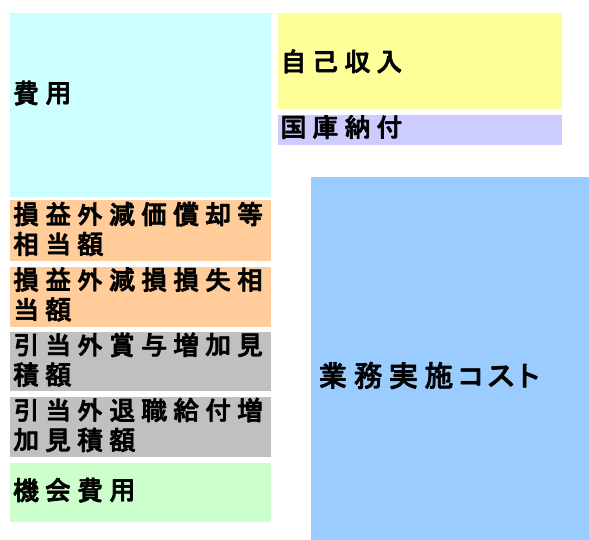 費用
損益外減価償却等
相当額
損益外減損損失相
当額
引当外賞与増加見
積額
引当外退職給付増
加見積額
機会費用
自己収入
国庫納付
業務実施コスト